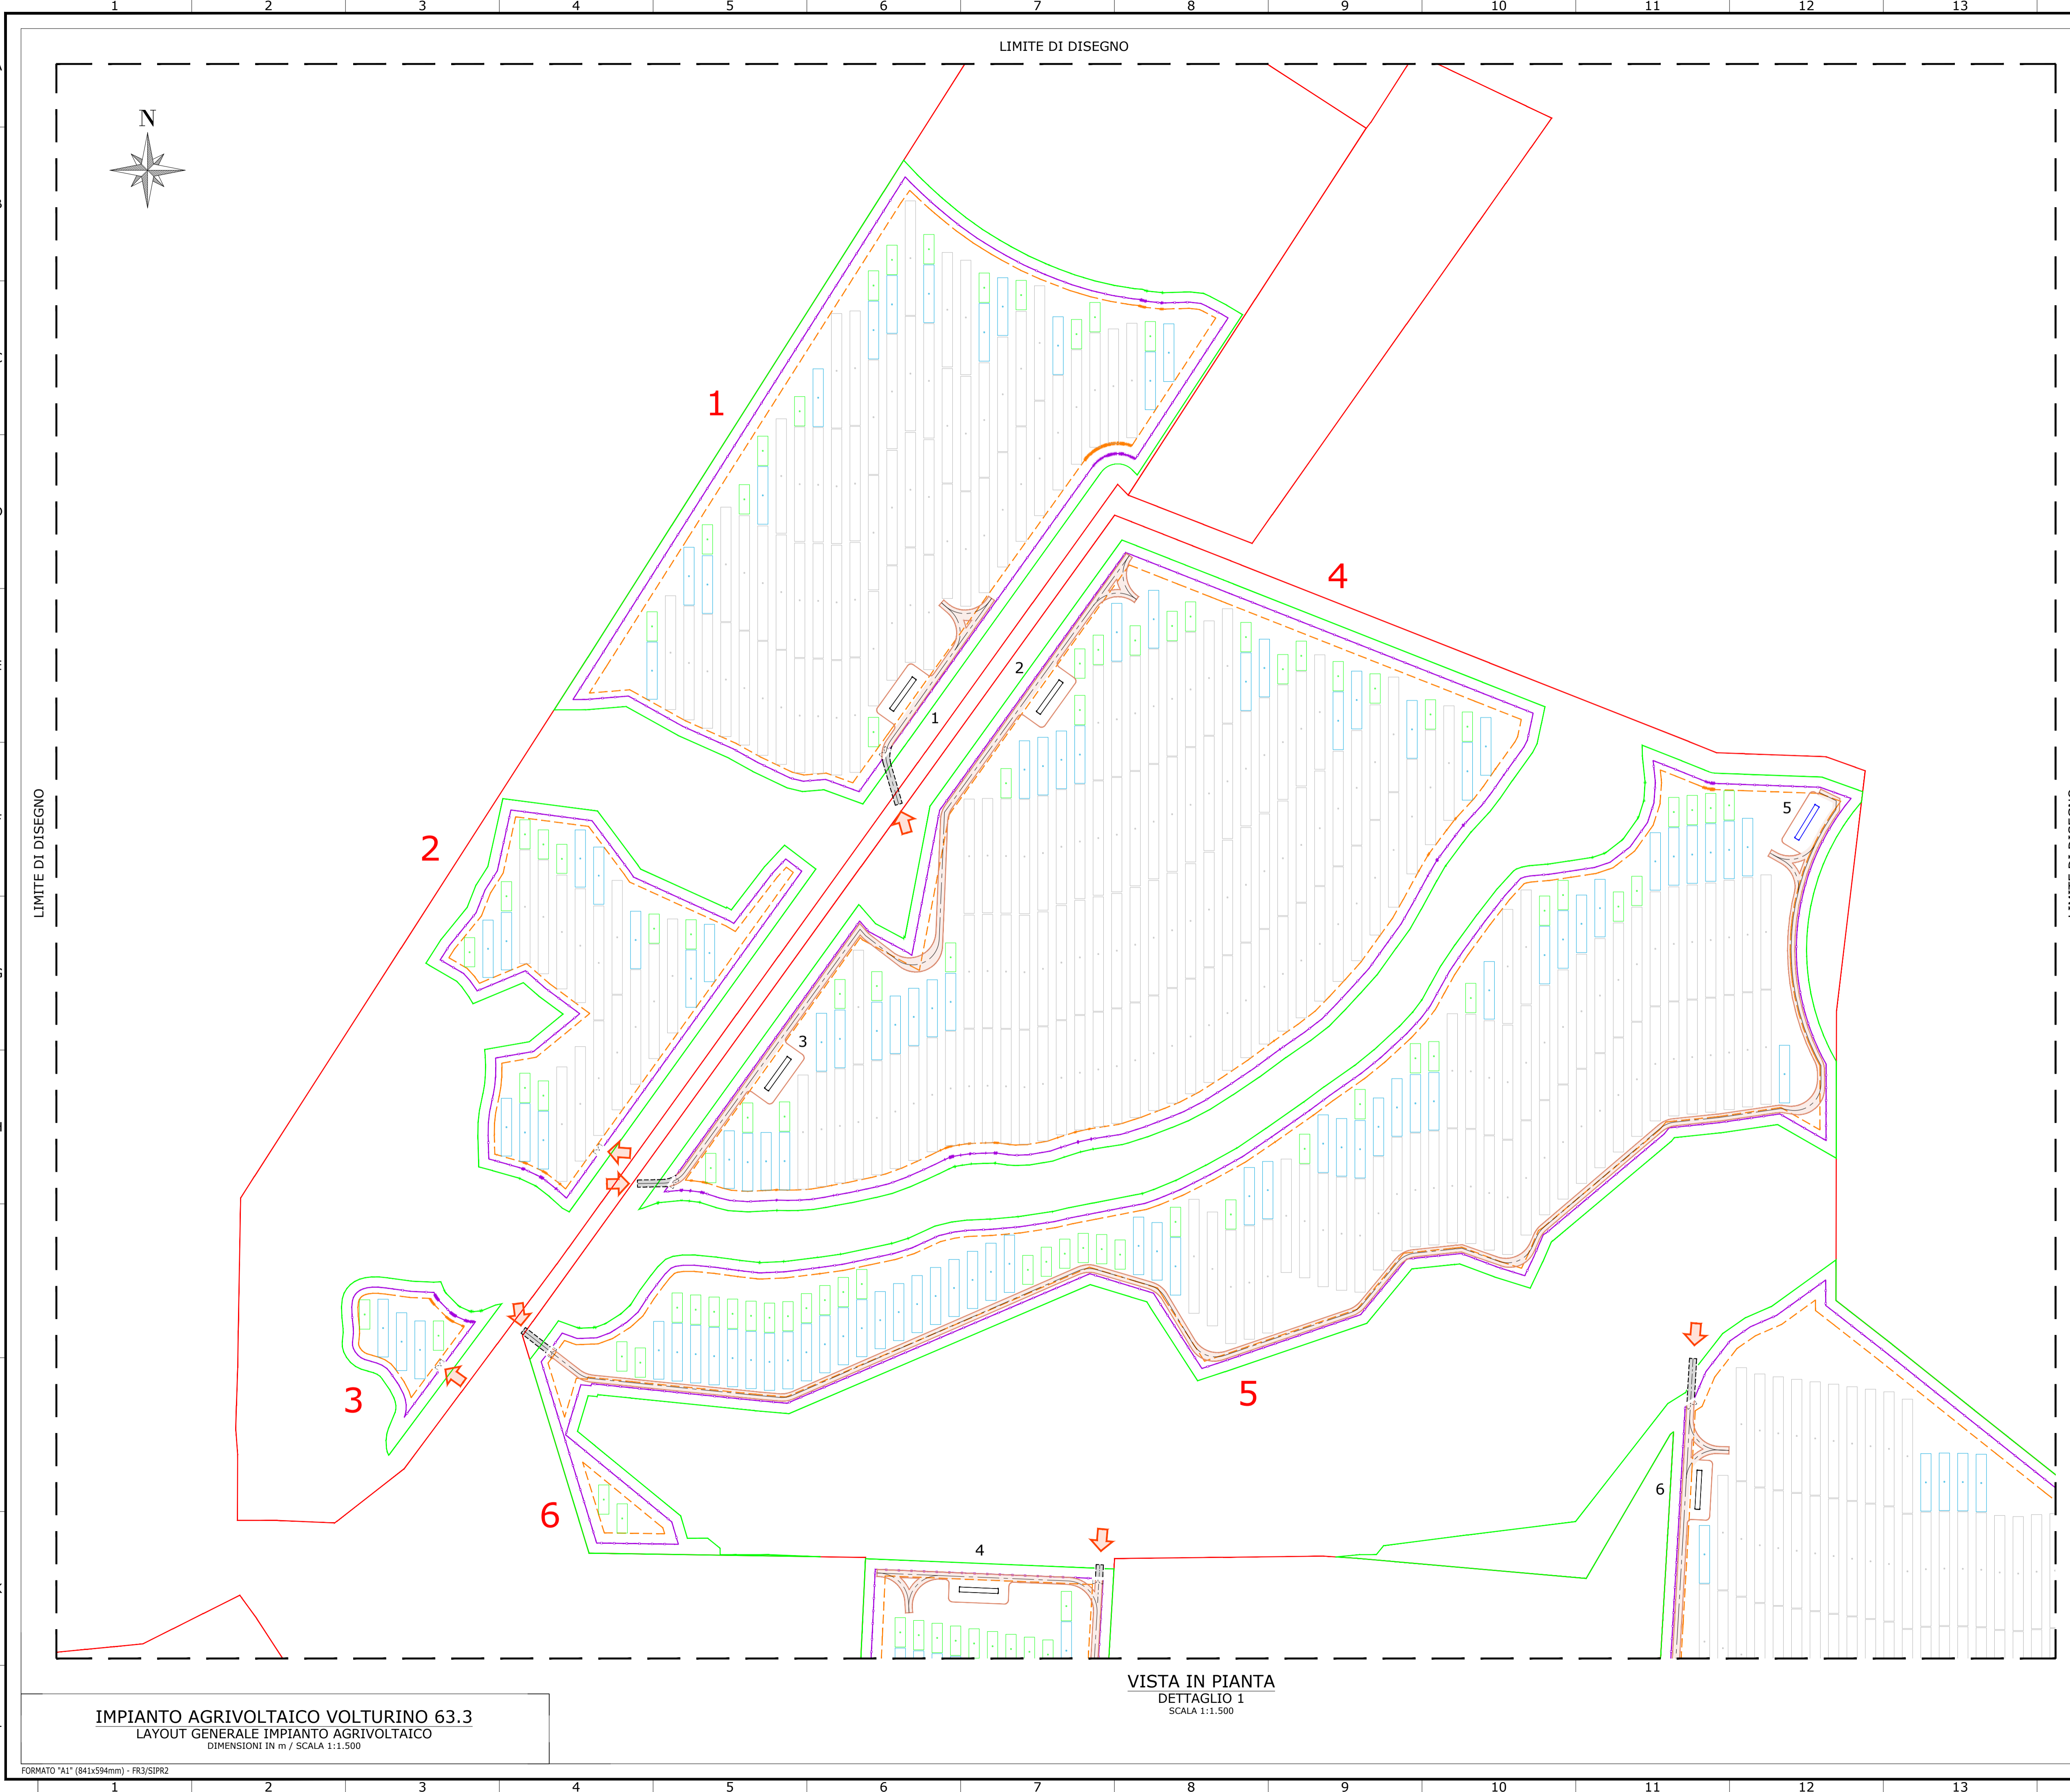 1 2 3 4 5 6 7 8 9 10 11 12 13
LIMITE DI DISEGNO
N
1
4
2
1
5
2
LIMITE DI DISEGNO
3
3
5
6
6
4
VISTA IN PIANTA
DETTAGLIO 1
SCALA 1:1.500
IMPIANTO AGRIVOLTAICO VOLTURINO 63.3
LAYOUT GENERALE IMPIANTO AGRIVOLTAICO
DIMENSIONI IN m / SCALA 1:1.500
FORMATO "A1" (841x594mm) - FR3/SIPR2
1 2 3 4 5 6 7 8 9 10 11 12 13